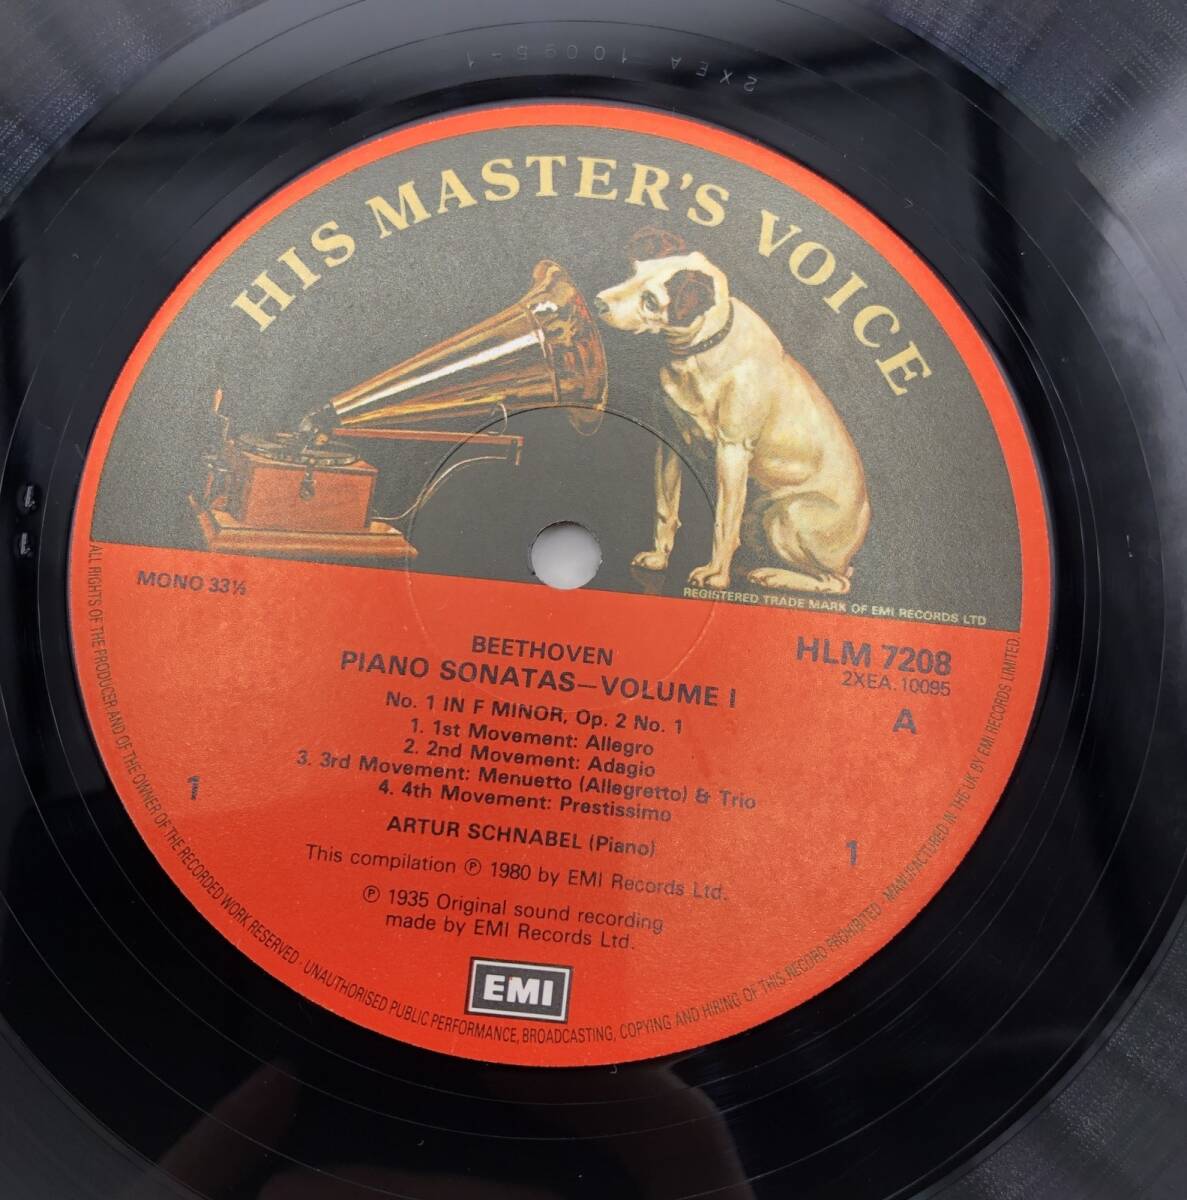 2XEA 10095-1
HIS MASTER'S VOICE
REGISTERED TRADE MARK OF EMI RECORDS LTD
MONO 33⅓
HLM 7208
2XEA.10095
A
BEETHOVEN
PIANO SONATAS—VOLUME I
No. 1 IN F MINOR, Op. 2 No. 1
1. 1st Movement: Allegro
2. 2nd Movement: Adagio
3. 3rd Movement: Menuetto (Allegretto) & Trio
4. 4th Movement: Prestissimo
1
1
ARTUR SCHNABEL (Piano)
This compilation ℗ 1980 by EMI Records Ltd.
℗ 1935 Original sound recording
made by EMI Records Ltd.
EMI
ALL RIGHTS OF THE PRODUCER AND OF THE OWNER OF THE RECORDED WORK RESERVED · UNAUTHORISED PUBLIC PERFORMANCE, BROADCASTING, COPYING AND HIRING OF THIS RECORD PROHIBITED · MANUFACTURED IN THE UK BY EMI RECORDS LIMITED.